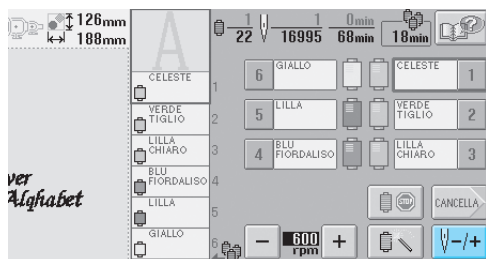 126mm
188mm
A
CELESTE
1
VERDE TIGLIO
2
LILLA CHIARO
3
BLU FIORDALISO
4
LILLA
5
GIALLO
6
ver
Alphabet
1
22
1
16995
0min
68min
18min
6
GIALLO
CELESTE
1
5
LILLA
VERDE TIGLIO
2
4
BLU FIORDALISO
LILLA CHIARO
3
STOP
CANCELLA
−
600 rpm
+
−/+